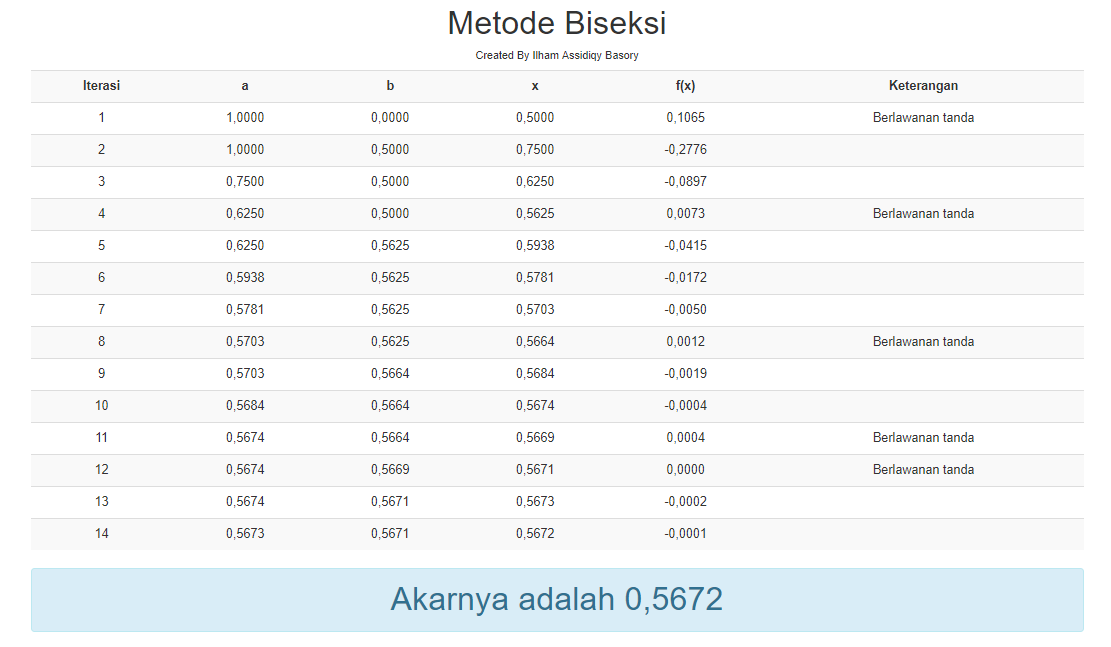 Metode Biseksi
Created By Ilham Assidiqy Basory
Iterasi a b x f(x) Keterangan
1 1,0000 0,0000 0,5000 0,1065 Berlawanan tanda
2 1,0000 0,5000 0,7500 -0,2776
3 0,7500 0,5000 0,6250 -0,0897
4 0,6250 0,5000 0,5625 0,0073 Berlawanan tanda
5 0,6250 0,5625 0,5938 -0,0415
6 0,5938 0,5625 0,5781 -0,0172
7 0,5781 0,5625 0,5703 -0,0050
8 0,5703 0,5625 0,5664 0,0012 Berlawanan tanda
9 0,5703 0,5664 0,5684 -0,0019
10 0,5684 0,5664 0,5674 -0,0004
11 0,5674 0,5664 0,5669 0,0004 Berlawanan tanda
12 0,5674 0,5669 0,5671 0,0000 Berlawanan tanda
13 0,5674 0,5671 0,5673 -0,0002
14 0,5673 0,5671 0,5672 -0,0001
Akarnya adalah 0,5672